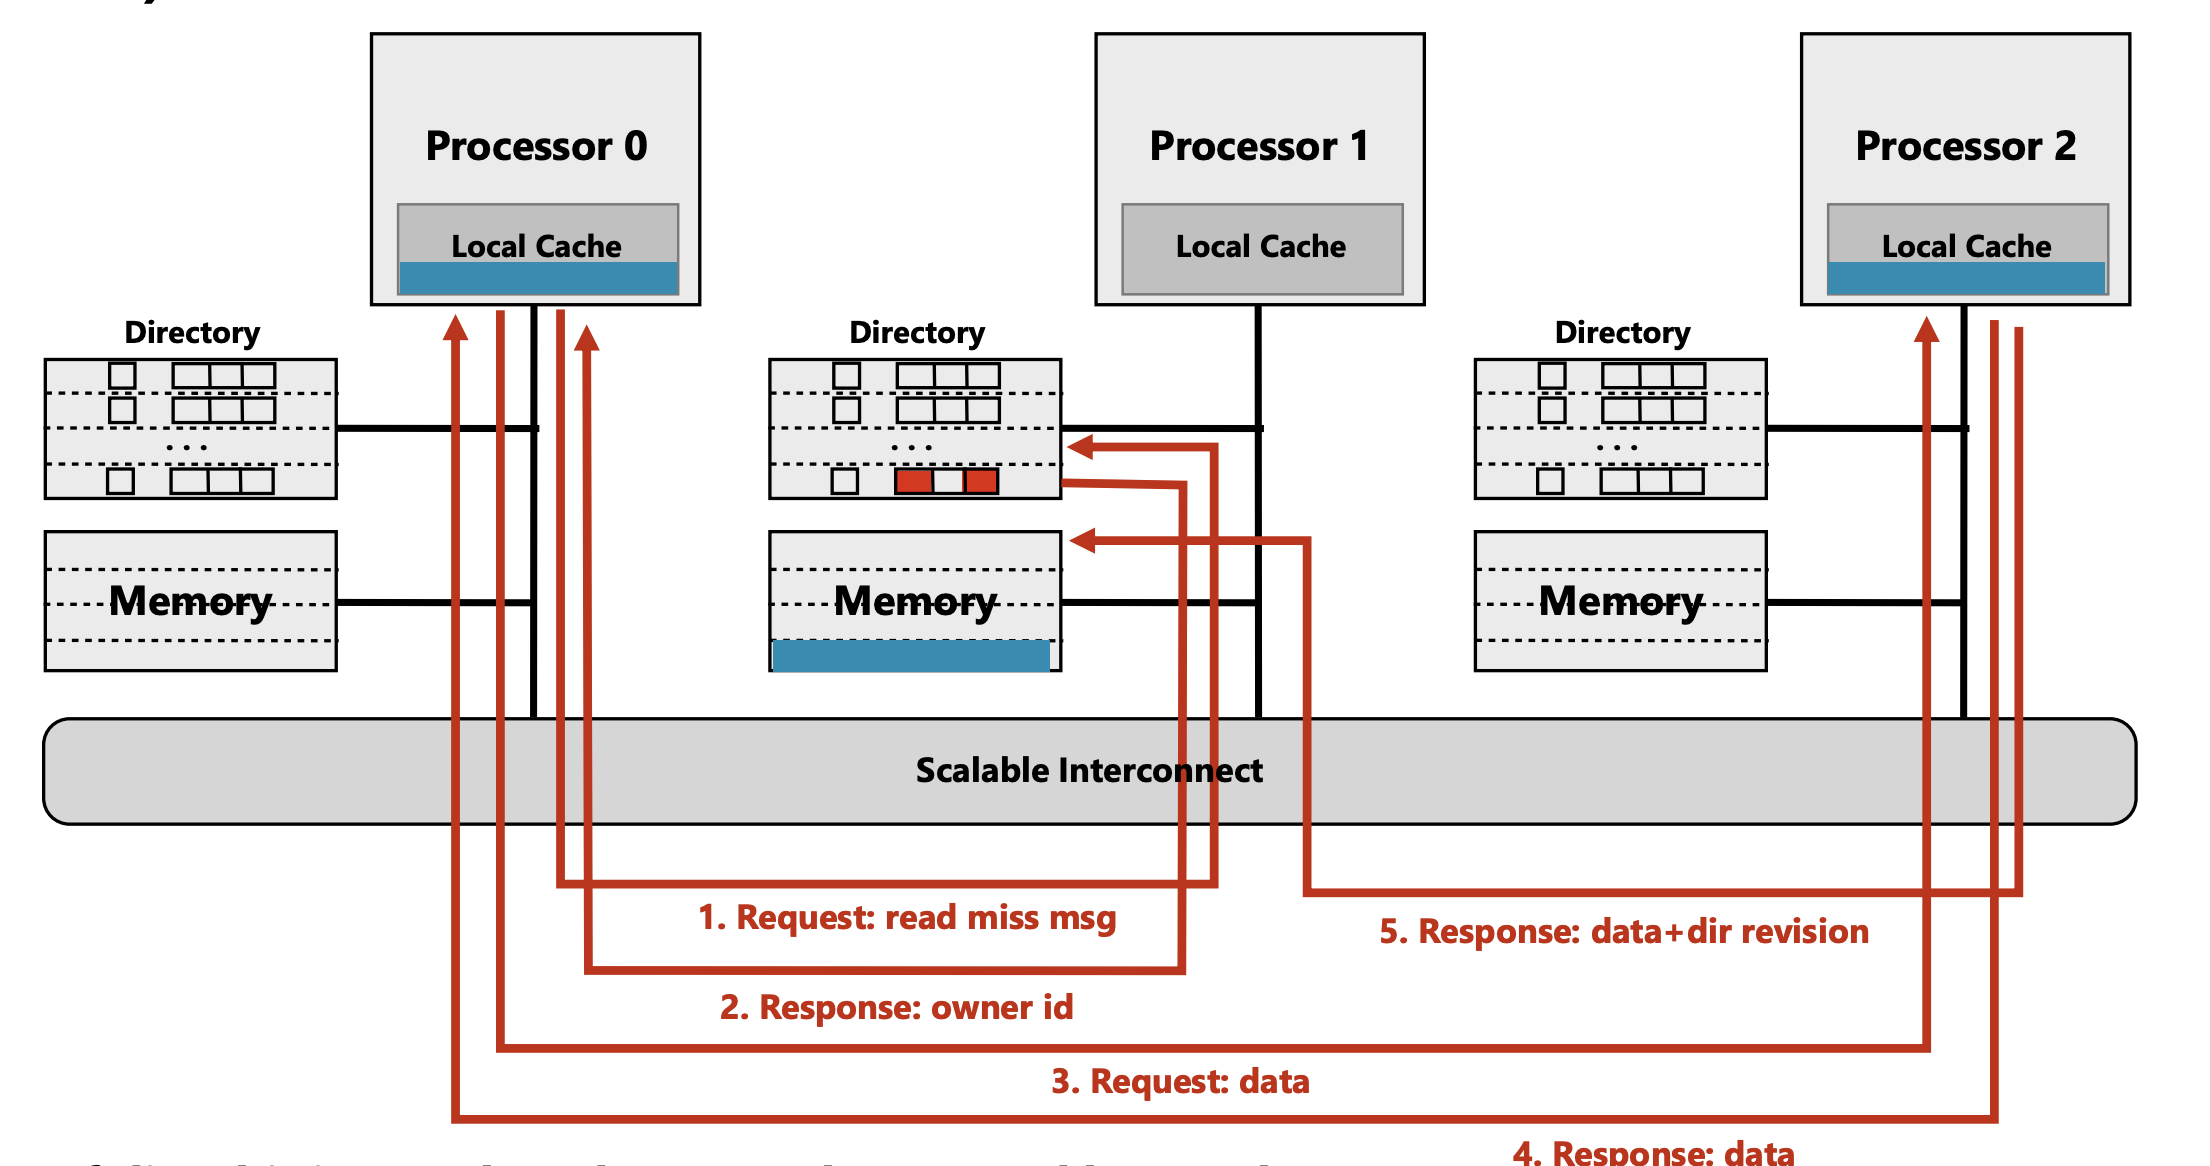 Processor 0
Local Cache
Processor 1
Local Cache
Processor 2
Local Cache
Directory
. . .
Memory
Directory
. . .
Memory
Directory
. . .
Memory
Scalable Interconnect
1. Request: read miss msg
2. Response: owner id
3. Request: data
4. Response: data
5. Response: data+dir revision